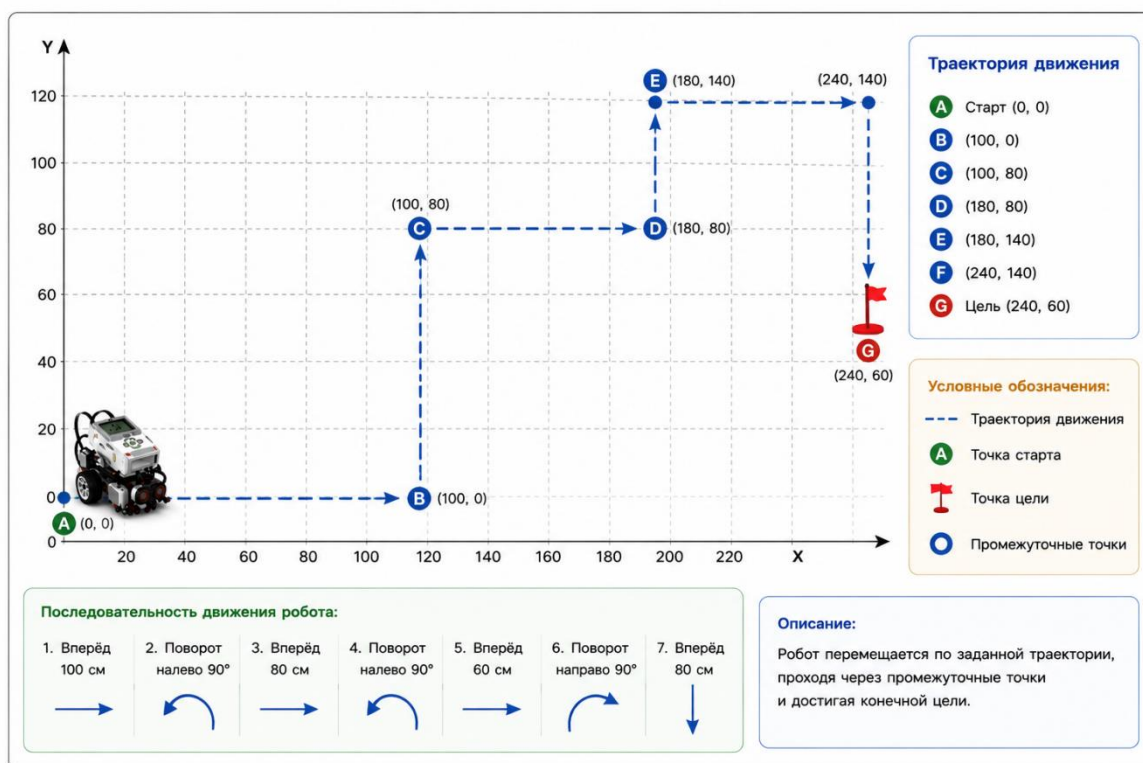 Y
120
100
80
60
40
20
0
0
20 40 60 80 100 120 140 160 180 200 220 X
A (0, 0)
B (100, 0)
(100, 80)
C
D (180, 80)
E (180, 140)
(240, 140)
G
(240, 60)
Траектория движения
A Старт (0, 0)
B (100, 0)
C (100, 80)
D (180, 80)
E (180, 140)
F (240, 140)
G Цель (240, 60)
Условные обозначения:
Траектория движения
A Точка старта
Точка цели
Промежуточные точки
Последовательность движения робота:
1. Вперёд
100 см
2. Поворот
налево 90°
3. Вперёд
80 см
4. Поворот
налево 90°
5. Вперёд
60 см
6. Поворот
направо 90°
7. Вперёд
80 см
Описание:
Робот перемещается по заданной траектории,
проходя через промежуточные точки
и достигая конечной цели.